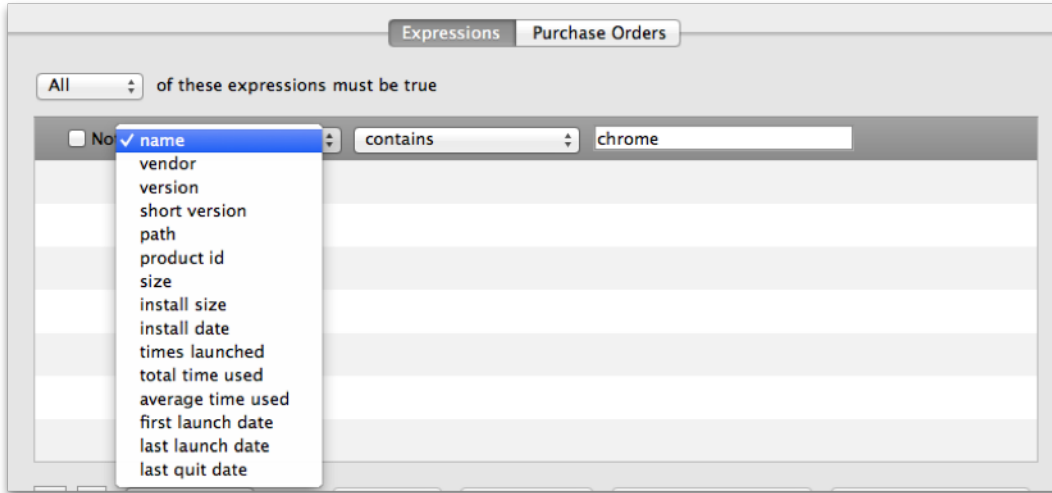 Expressions Purchase Orders
All of these expressions must be true
No ✓ name contains chrome
vendor
version
short version
path
product id
size
install size
install date
times launched
total time used
average time used
first launch date
last launch date
last quit date